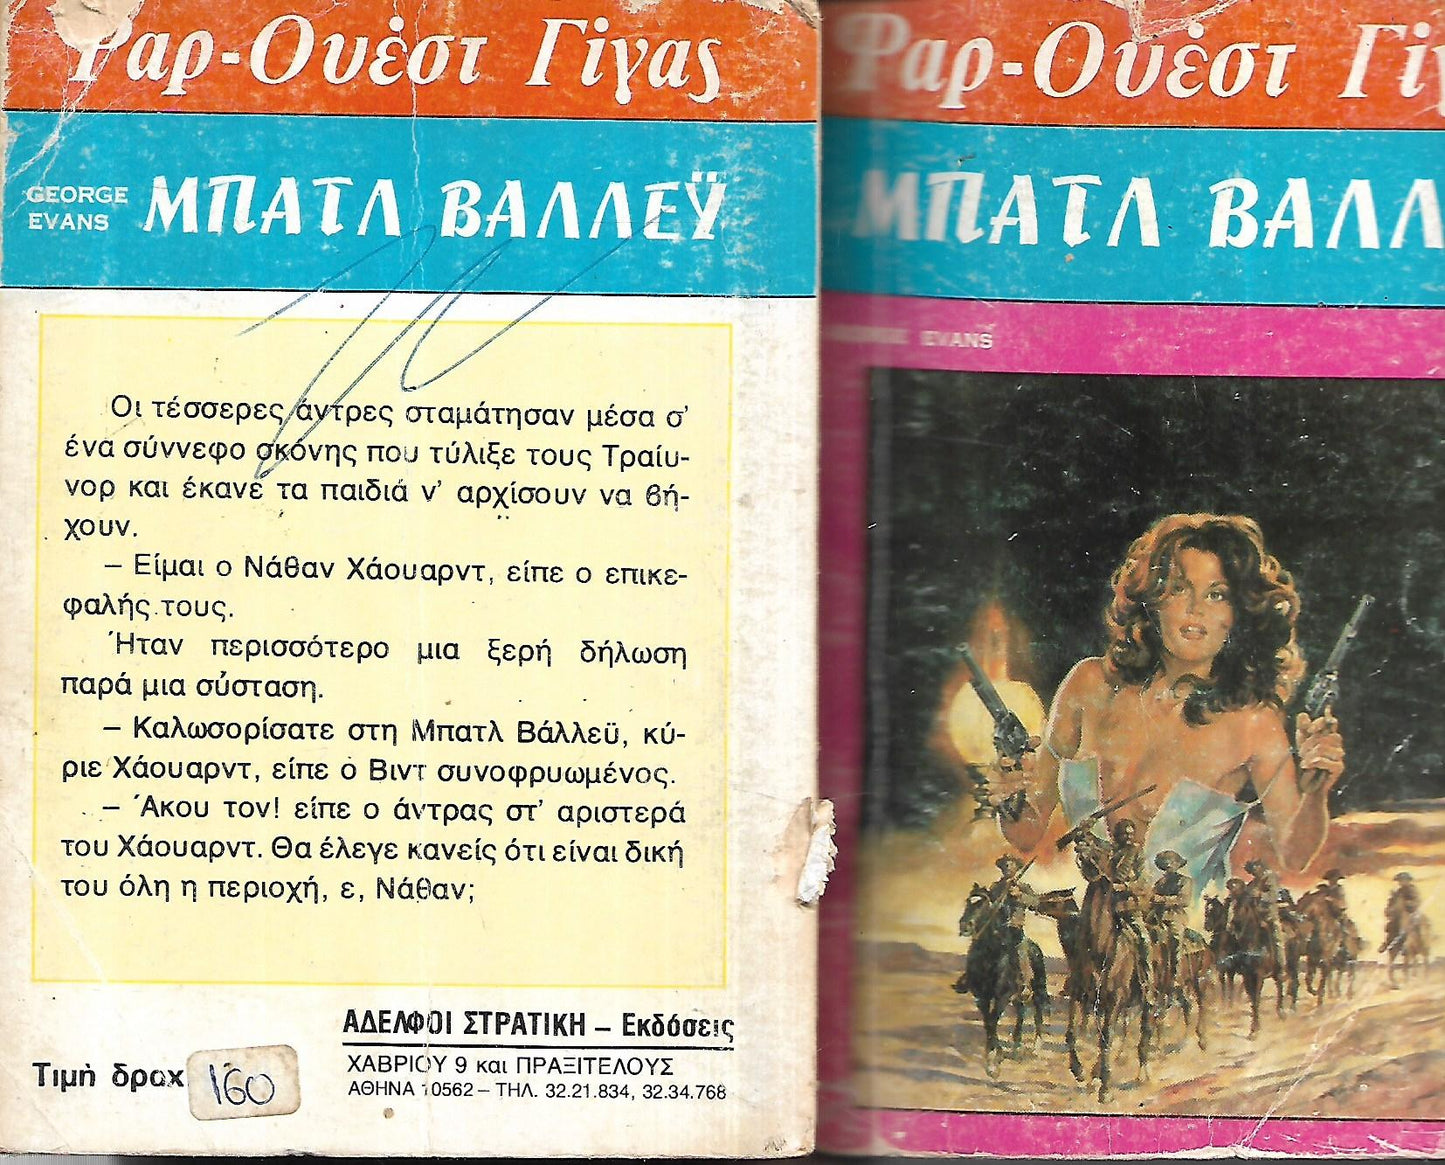 Φαρ-Ουέστ Γίγας
GEORGE
EVANS
ΜΠΑΤΛ ΒΑΛΛΕΫ
Οι τέσσερες άντρες σταμάτησαν μέσα σ'
ένα σύννεφο σκόνης που τύλιξε τους Τραίυ-
νορ και έκανε τα παιδιά ν' αρχίσουν να βή-
χουν.
– Είμαι ο Νάθαν Χάουαρντ, είπε ο επικε-
φαλής τους.
Ήταν περισσότερο μια ξερή δήλωση
παρά μια σύσταση.
– Καλωσορίσατε στη Μπατλ Βάλλεϋ, κύ-
ριε Χάουαρντ, είπε ο Βιντ συνοφρυωμένος.
– Άκου τον! είπε ο άντρας στ' αριστερά
του Χάουαρντ. Θα έλεγε κανείς ότι είναι δική
του όλη η περιοχή, ε, Νάθαν;
ΑΔΕΛΦΟΙ ΣΤΡΑΤΙΚΗ – Εκδόσεις
ΧΑΒΡΙΟΥ 9 και ΠΡΑΞΙΤΕΛΟΥΣ
ΑΘΗΝΑ 10562 – ΤΗΛ. 32.21.834, 32.34.768
Τιμή δραχ 160
Φαρ-Ουέστ Γίγ
ΜΠΑΤΛ ΒΑΛΛ
EVANS